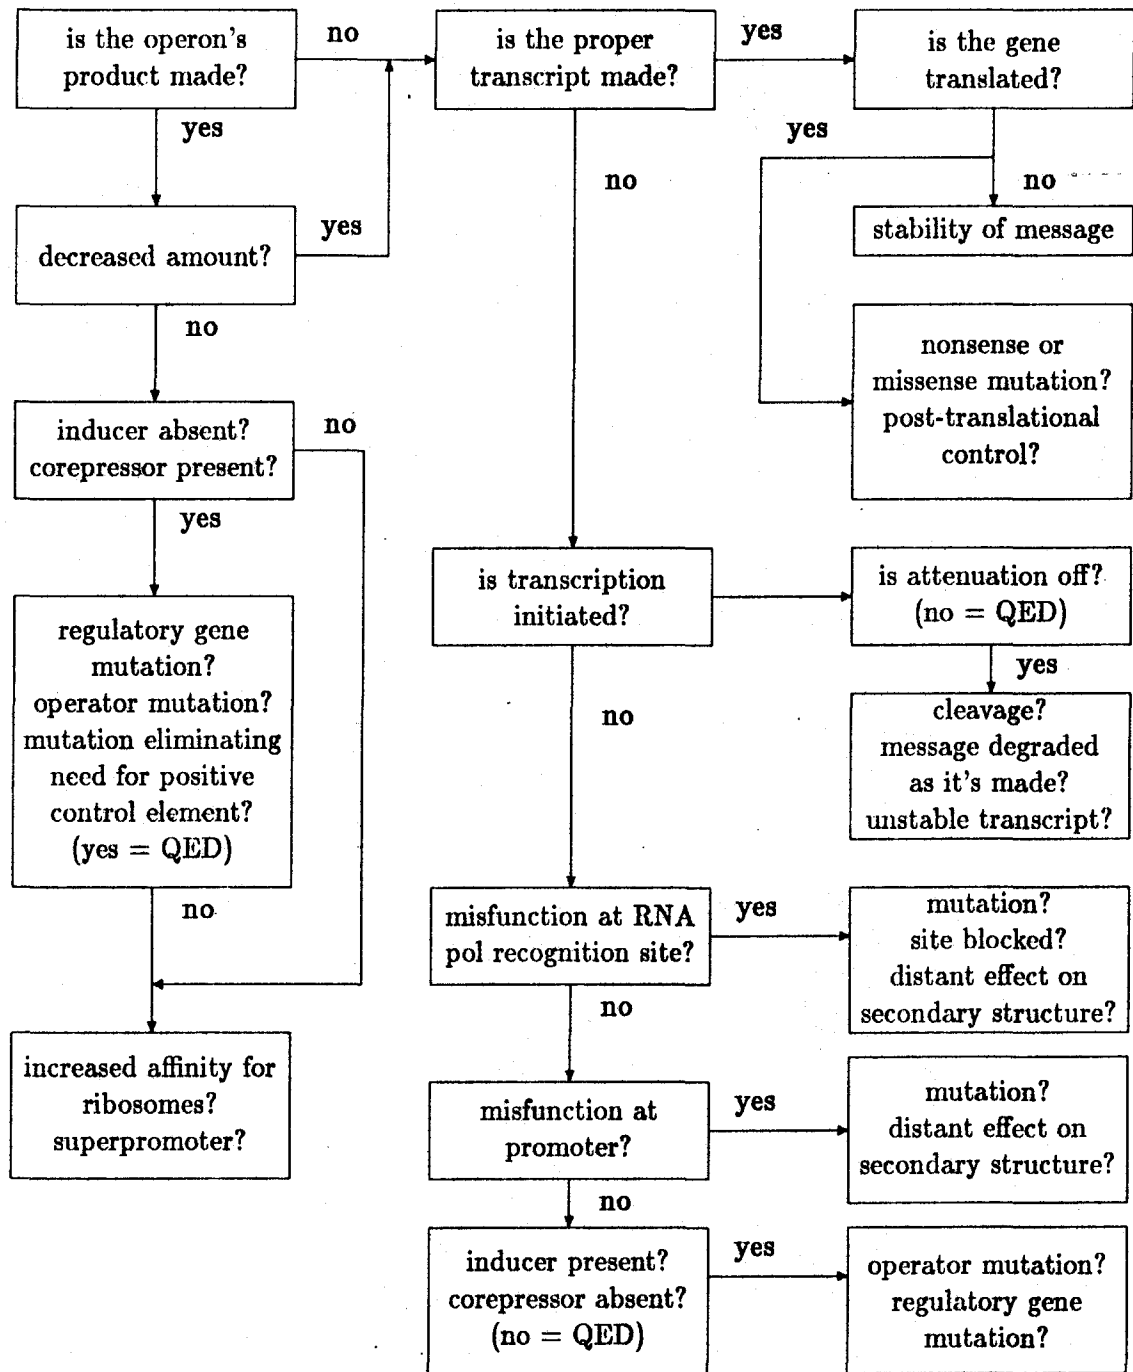 is the operon's
product made?
no
is the proper
transcript made?
yes
is the gene
translated?
yes
yes
no
no
decreased amount?
yes
stability of message
no
nonsense or
missense mutation?
post-translational
control?
inducer absent?
corepressor present?
no
yes
is transcription
initiated?
is attenuation off?
(no = QED)
yes
regulatory gene
mutation?
operator mutation?
mutation eliminating
need for positive
control element?
(yes = QED)
no
cleavage?
message degraded
as it's made?
unstable transcript?
no
misfunction at RNA
pol recognition site?
yes
mutation?
site blocked?
distant effect on
secondary structure?
no
increased affinity for
ribosomes?
superpromoter?
misfunction at
promoter?
yes
mutation?
distant effect on
secondary structure?
no
inducer present?
corepressor absent?
(no = QED)
yes
operator mutation?
regulatory gene
mutation?